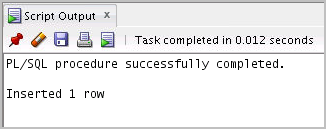 Script Output
Task completed in 0.012 seconds
PL/SQL procedure successfully completed.
Inserted 1 row